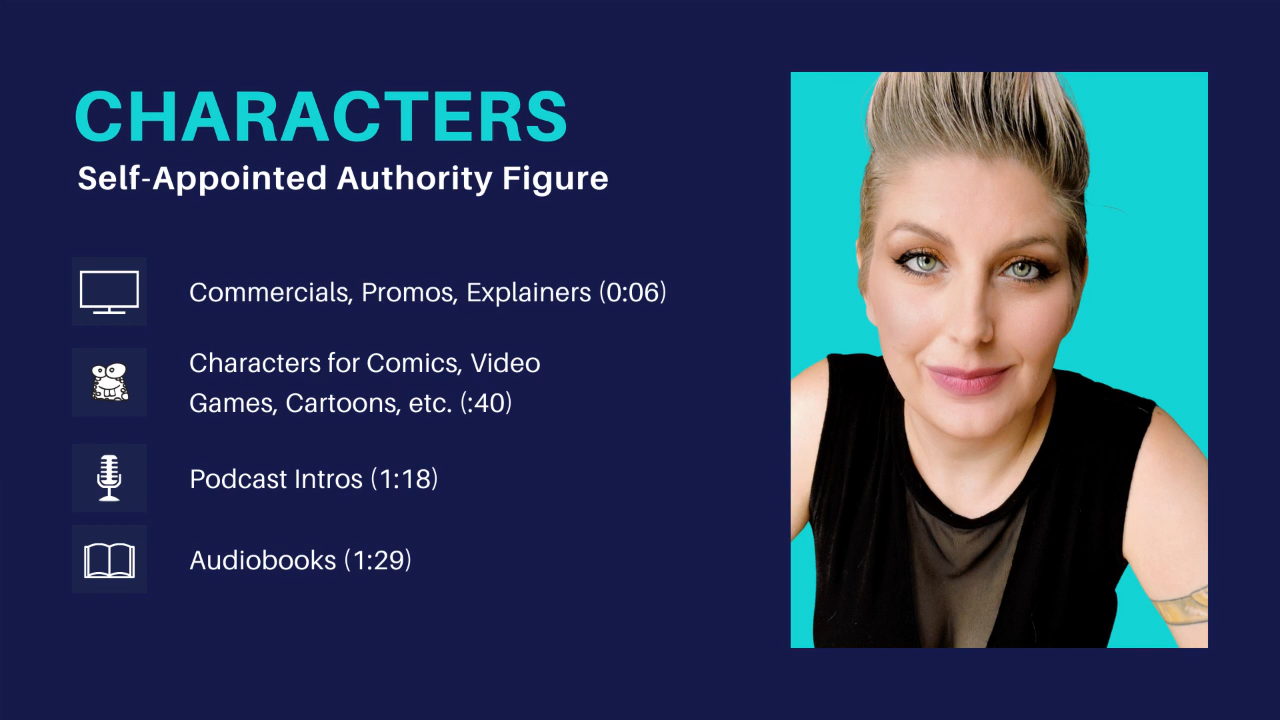 CHARACTERS
Self-Appointed Authority Figure
Commercials, Promos, Explainers (0:06)
Characters for Comics, Video
Games, Cartoons, etc. (:40)
Podcast Intros (1:18)
Audiobooks (1:29)